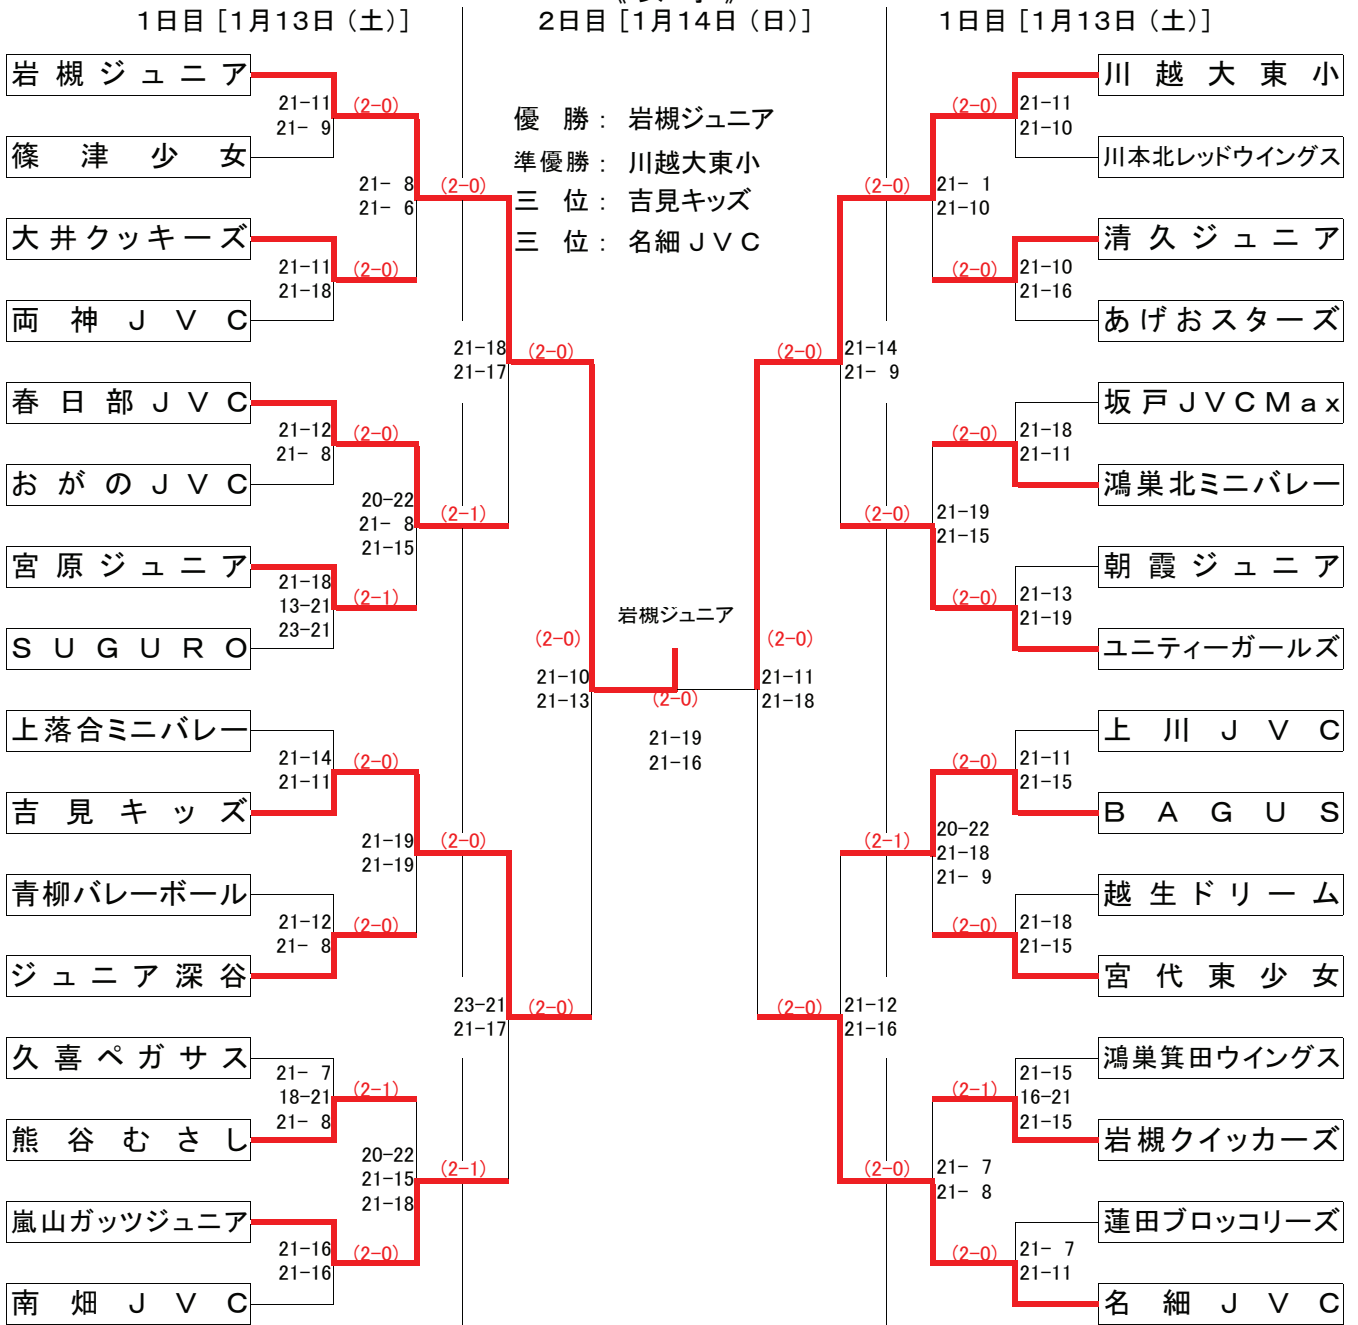 1日目［1月13日（土）］
2日目［1月14日（日）］
1日目［1月13日（土）］
優　勝： 岩槻ジュニア
準優勝： 川越大東小
三　位： 吉見キッズ
三　位： 名細ＪＶＣ
岩槻ジュニア
21-11
21- 9
(2-0)
篠津少女
21- 8
21- 6
(2-0)
大井クッキーズ
21-11
21-18
(2-0)
両神ＪＶＣ
21-18
21-17
(2-0)
春日部ＪＶＣ
21-12
21- 8
(2-0)
おがのＪＶＣ
20-22
21- 8
21-15
(2-1)
宮原ジュニア
21-18
13-21
23-21
(2-1)
ＳＵＧＵＲＯ
(2-0)
21-10
21-13
上落合ミニバレー
21-14
21-11
(2-0)
吉見キッズ
21-19
21-19
(2-0)
青柳バレーボール
21-12
21- 8
(2-0)
ジュニア深谷
23-21
21-17
(2-0)
久喜ペガサス
21- 7
18-21
21- 8
(2-1)
熊谷むさし
20-22
21-15
21-18
(2-1)
嵐山ガッツジュニア
21-16
21-16
(2-0)
南畑ＪＶＣ
岩槻ジュニア
(2-0)
21-19
21-16
川越大東小
(2-0)
21-11
21-10
川本北レッドウイングス
(2-0)
21- 1
21-10
清久ジュニア
(2-0)
21-10
21-16
あげおスターズ
(2-0)
21-14
21- 9
坂戸ＪＶＣＭａｘ
(2-0)
21-18
21-11
鴻巣北ミニバレー
(2-0)
21-19
21-15
朝霞ジュニア
(2-0)
21-13
21-19
ユニティーガールズ
(2-0)
21-11
21-18
上川ＪＶＣ
(2-0)
21-11
21-15
ＢＡＧＵＳ
(2-1)
20-22
21-18
21- 9
越生ドリーム
(2-0)
21-18
21-15
宮代東少女
(2-0)
21-12
21-16
鴻巣箕田ウイングス
(2-1)
21-15
16-21
21-15
岩槻クイッカーズ
(2-0)
21- 7
21- 8
蓮田ブロッコリーズ
(2-0)
21- 7
21-11
名細ＪＶＣ